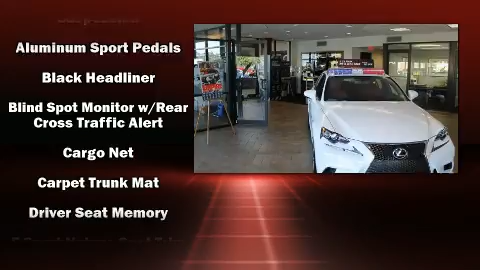 Aluminum Sport Pedals
Black Headliner
Blind Spot Monitor w/Rear
Cross Traffic Alert
Cargo Net
Carpet Trunk Mat
Driver Seat Memory